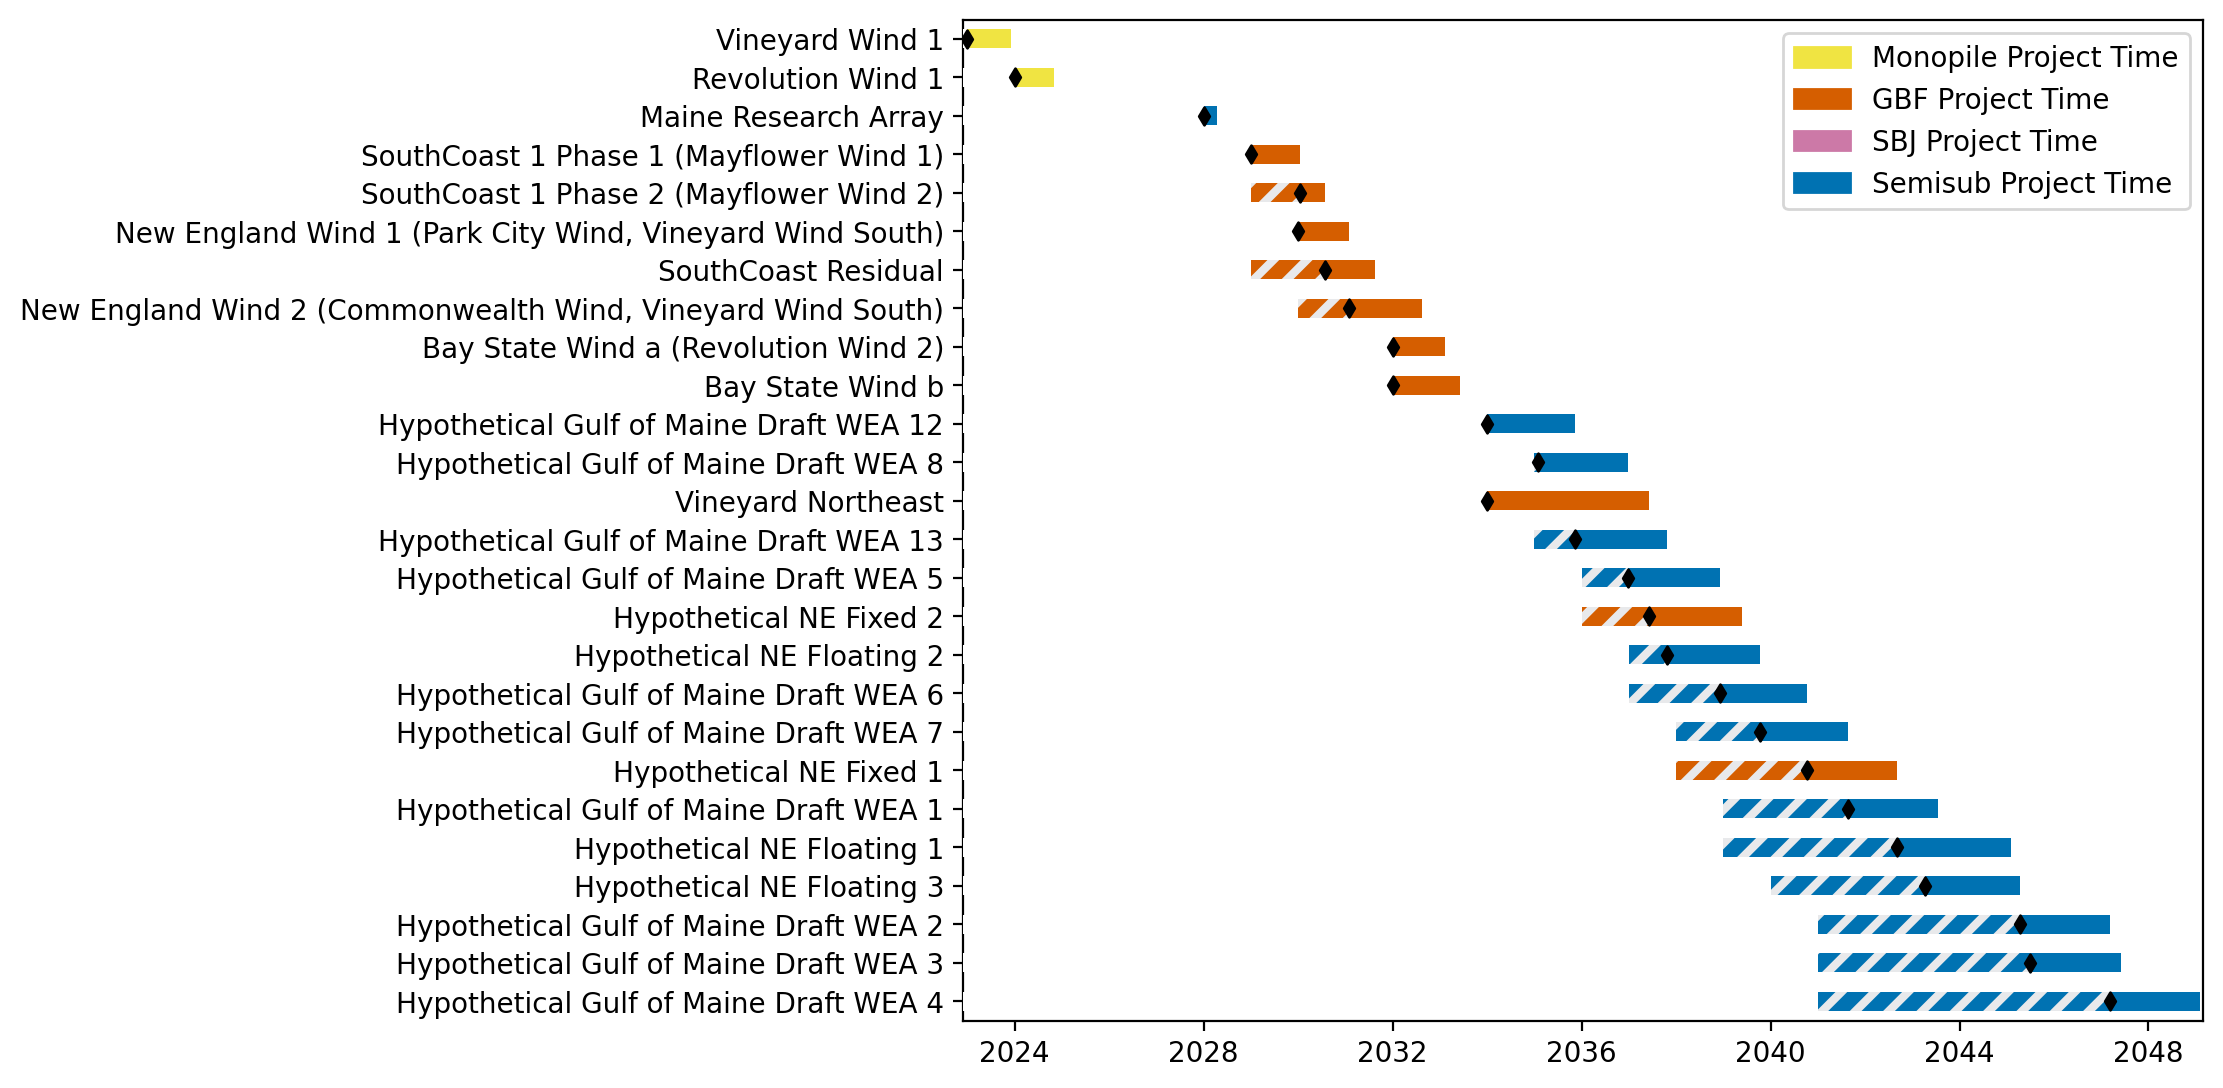 Vineyard Wind 1
Revolution Wind 1
Maine Research Array
SouthCoast 1 Phase 1 (Mayflower Wind 1)
SouthCoast 1 Phase 2 (Mayflower Wind 2)
New England Wind 1 (Park City Wind, Vineyard Wind South)
SouthCoast Residual
New England Wind 2 (Commonwealth Wind, Vineyard Wind South)
Bay State Wind a (Revolution Wind 2)
Bay State Wind b
Hypothetical Gulf of Maine Draft WEA 12
Hypothetical Gulf of Maine Draft WEA 8
Vineyard Northeast
Hypothetical Gulf of Maine Draft WEA 13
Hypothetical Gulf of Maine Draft WEA 5
Hypothetical NE Fixed 2
Hypothetical NE Floating 2
Hypothetical Gulf of Maine Draft WEA 6
Hypothetical Gulf of Maine Draft WEA 7
Hypothetical NE Fixed 1
Hypothetical Gulf of Maine Draft WEA 1
Hypothetical NE Floating 1
Hypothetical NE Floating 3
Hypothetical Gulf of Maine Draft WEA 2
Hypothetical Gulf of Maine Draft WEA 3
Hypothetical Gulf of Maine Draft WEA 4
Monopile Project Time
GBF Project Time
SBJ Project Time
Semisub Project Time
2024 2028 2032 2036 2040 2044 2048